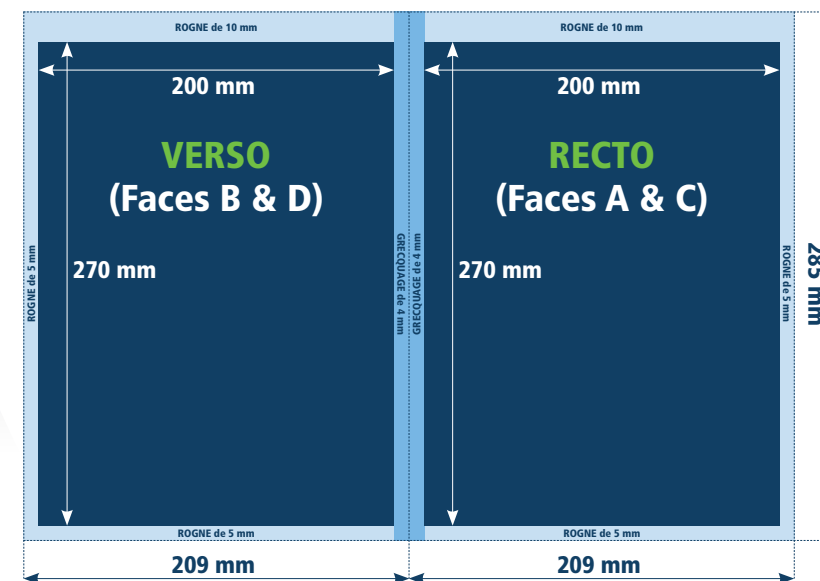 ROGNE de 10 mm
ROGNE de 10 mm
200 mm
200 mm
VERSO
(Faces B & D)
RECTO
(Faces A & C)
ROGNE de 5 mm
270 mm
GRECQUAGE de 4 mm
GRECQUAGE de 4 mm
270 mm
ROGNE de 5 mm
285 mm
ROGNE de 5 mm
ROGNE de 5 mm
209 mm
209 mm